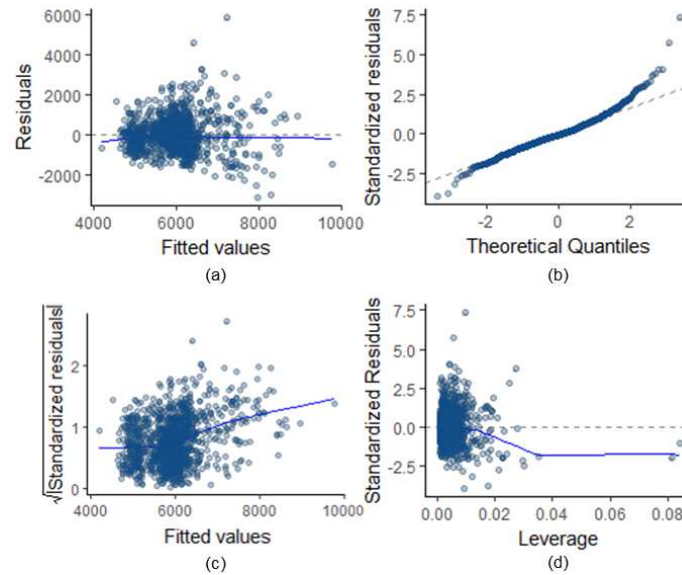 Residuals
6000
4000
2000
0
-2000
4000 6000 8000 10000
Fitted values
(a)
Standardized residuals
7.5
5.0
2.5
0.0
-2.5
-2 0 2
Theoretical Quantiles
(b)
√|Standardized residuals|
2
1
0
4000 6000 8000 10000
Fitted values
(c)
Standardized Residuals
7.5
5.0
2.5
0.0
-2.5
0.00 0.02 0.04 0.06 0.08
Leverage
(d)